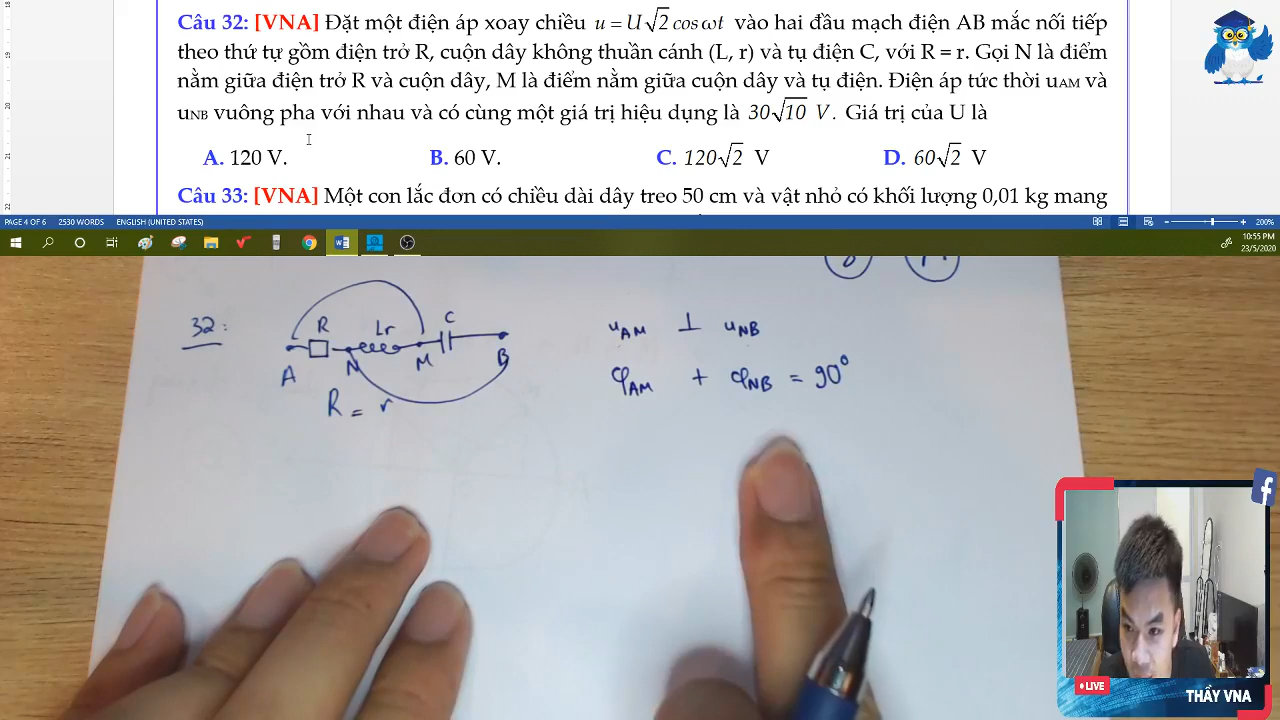 Câu 32: [VNA] Đặt một điện áp xoay chiều u = U√2 cos ωt vào hai đầu mạch điện AB mắc nối tiếp
theo thứ tự gồm điện trở R, cuộn dây không thuần cánh (L, r) và tụ điện C, với R = r. Gọi N là điểm
nằm giữa điện trở R và cuộn dây, M là điểm nằm giữa cuộn dây và tụ điện. Điện áp tức thời uAM và
uNB vuông pha với nhau và có cùng một giá trị hiệu dụng là 30√10 V. Giá trị của U là
A. 120 V. B. 60 V. C. 120√2 V D. 60√2 V
Câu 33: [VNA] Một con lắc đơn có chiều dài dây treo 50 cm và vật nhỏ có khối lượng 0,01 kg mang
18
19
20
21
22
PAGE 4 OF 6 2530 WORDS ENGLISH (UNITED STATES) 200%
10:55 PM
23/5/2020
32:
R Lr C
A N M B
R = r
uAM ⊥ uNB
φAM + φNB = 90°
LIVE
THẦY VNA